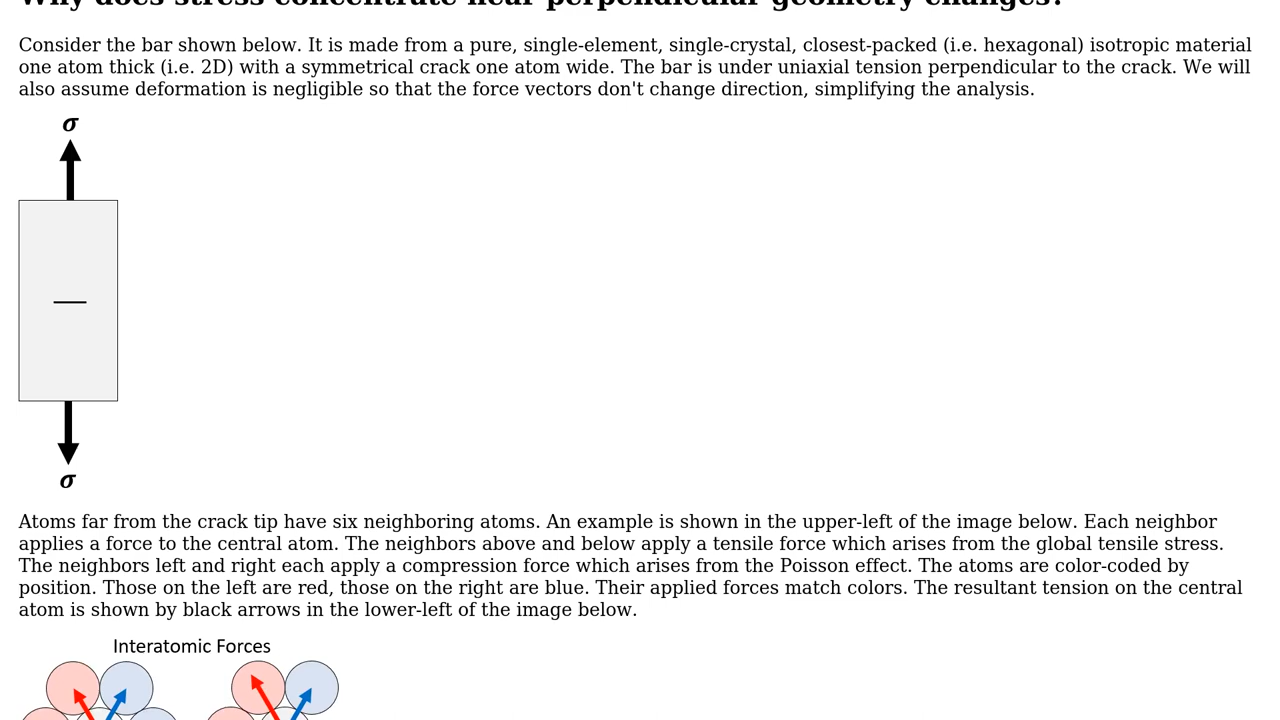 Why does stress concentrate near perpendicular geometry changes?
Consider the bar shown below. It is made from a pure, single-element, single-crystal, closest-packed (i.e. hexagonal) isotropic material
one atom thick (i.e. 2D) with a symmetrical crack one atom wide. The bar is under uniaxial tension perpendicular to the crack. We will
also assume deformation is negligible so that the force vectors don't change direction, simplifying the analysis.
σ
σ
Atoms far from the crack tip have six neighboring atoms. An example is shown in the upper-left of the image below. Each neighbor
applies a force to the central atom. The neighbors above and below apply a tensile force which arises from the global tensile stress.
The neighbors left and right each apply a compression force which arises from the Poisson effect. The atoms are color-coded by
position. Those on the left are red, those on the right are blue. Their applied forces match colors. The resultant tension on the central
atom is shown by black arrows in the lower-left of the image below.
Interatomic Forces